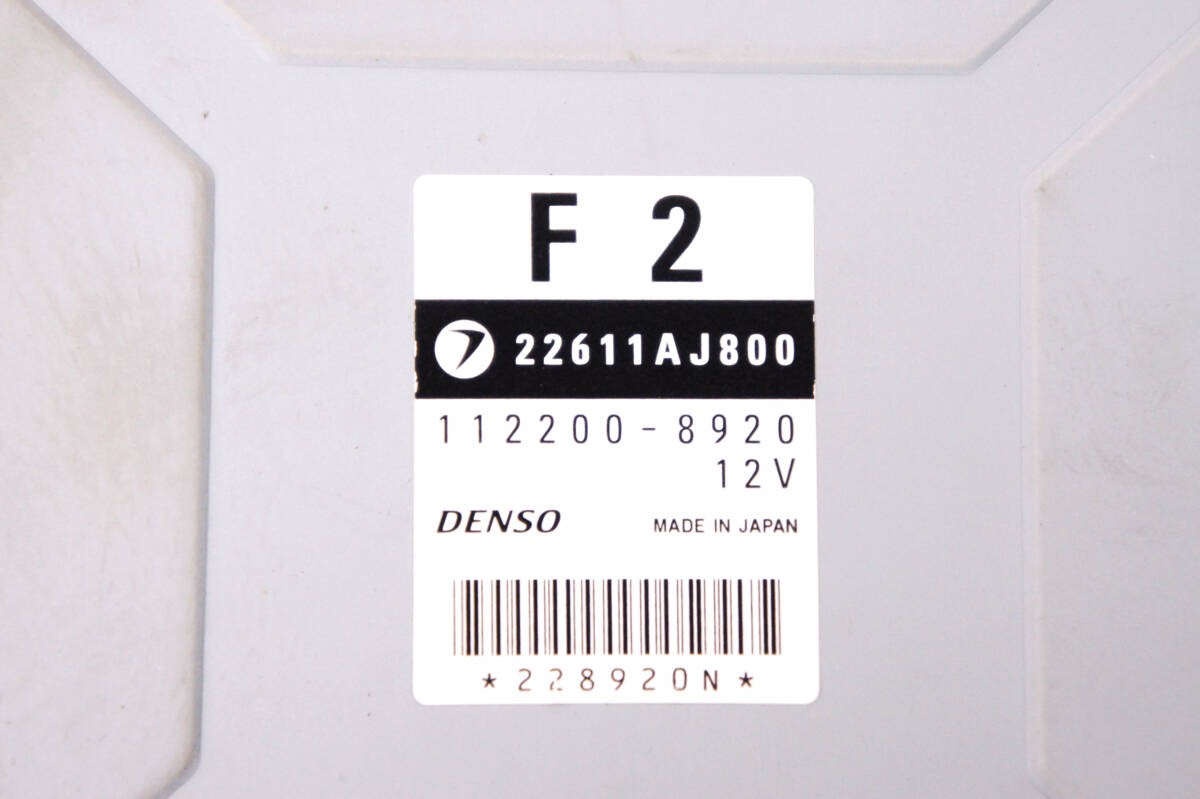 F 2
22611AJ800
112200-8920
12V
DENSO MADE IN JAPAN
*228920N*